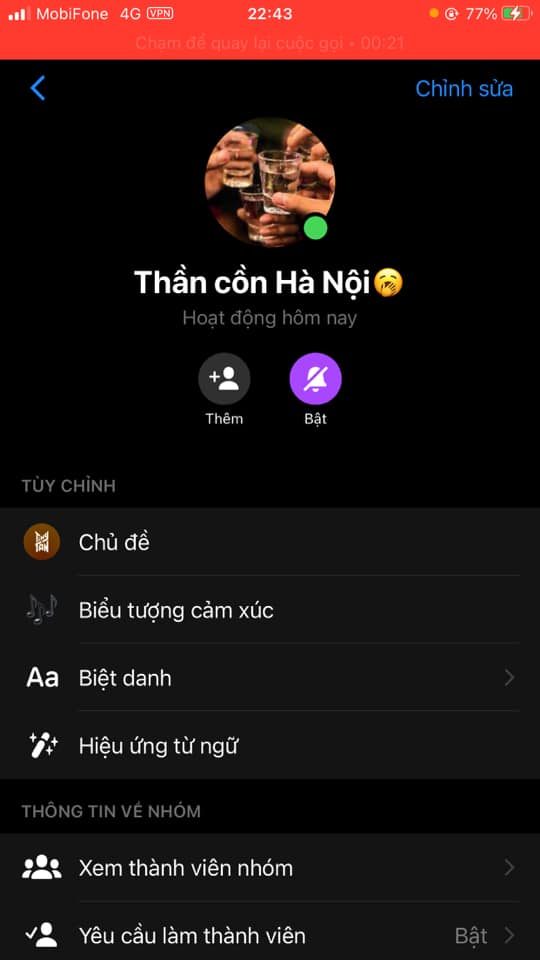 MobiFone 4G VPN 22:43 77%
Chạm để quay lại cuộc gọi • 00:21
Chỉnh sửa
Thần cồn Hà Nội🥱
Hoạt động hôm nay
Thêm Bật
TÙY CHỈNH
Chủ đề
Biểu tượng cảm xúc
Aa Biệt danh
Hiệu ứng từ ngữ
THÔNG TIN VỀ NHÓM
Xem thành viên nhóm
Yêu cầu làm thành viên Bật